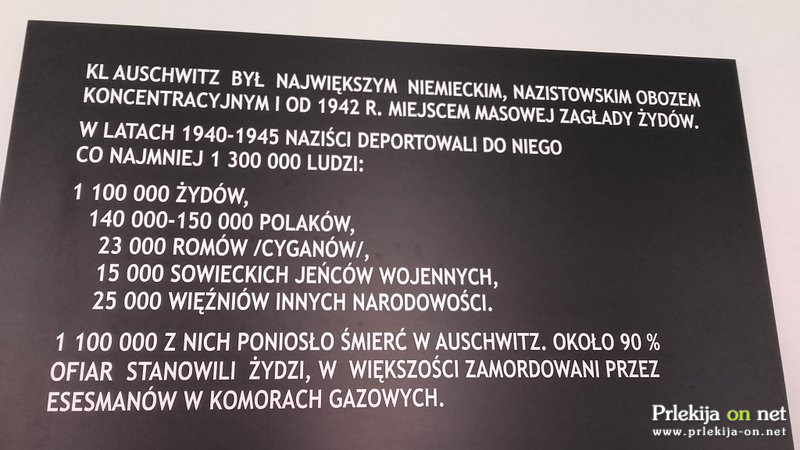 KL AUSCHWITZ BYŁ NAJWIĘKSZYM NIEMIECKIM, NAZISTOWSKIM OBOZEM
KONCENTRACYJNYM I OD 1942 R. MIEJSCEM MASOWEJ ZAGŁADY ŻYDÓW.
W LATACH 1940-1945 NAZIŚCI DEPORTOWALI DO NIEGO
CO NAJMNIEJ 1 300 000 LUDZI:
1 100 000 ŻYDÓW,
140 000-150 000 POLAKÓW,
23 000 ROMÓW /CYGANÓW/,
15 000 SOWIECKICH JEŃCÓW WOJENNYCH,
25 000 WIĘŹNIÓW INNYCH NARODOWOŚCI.
1 100 000 Z NICH PONIOSŁO ŚMIERĆ W AUSCHWITZ. OKOŁO 90 %
OFIAR STANOWILI ŻYDZI, W WIĘKSZOŚCI ZAMORDOWANI PRZEZ
ESESMANÓW W KOMORACH GAZOWYCH.
Prlekija on net
www.prlekija-on.net